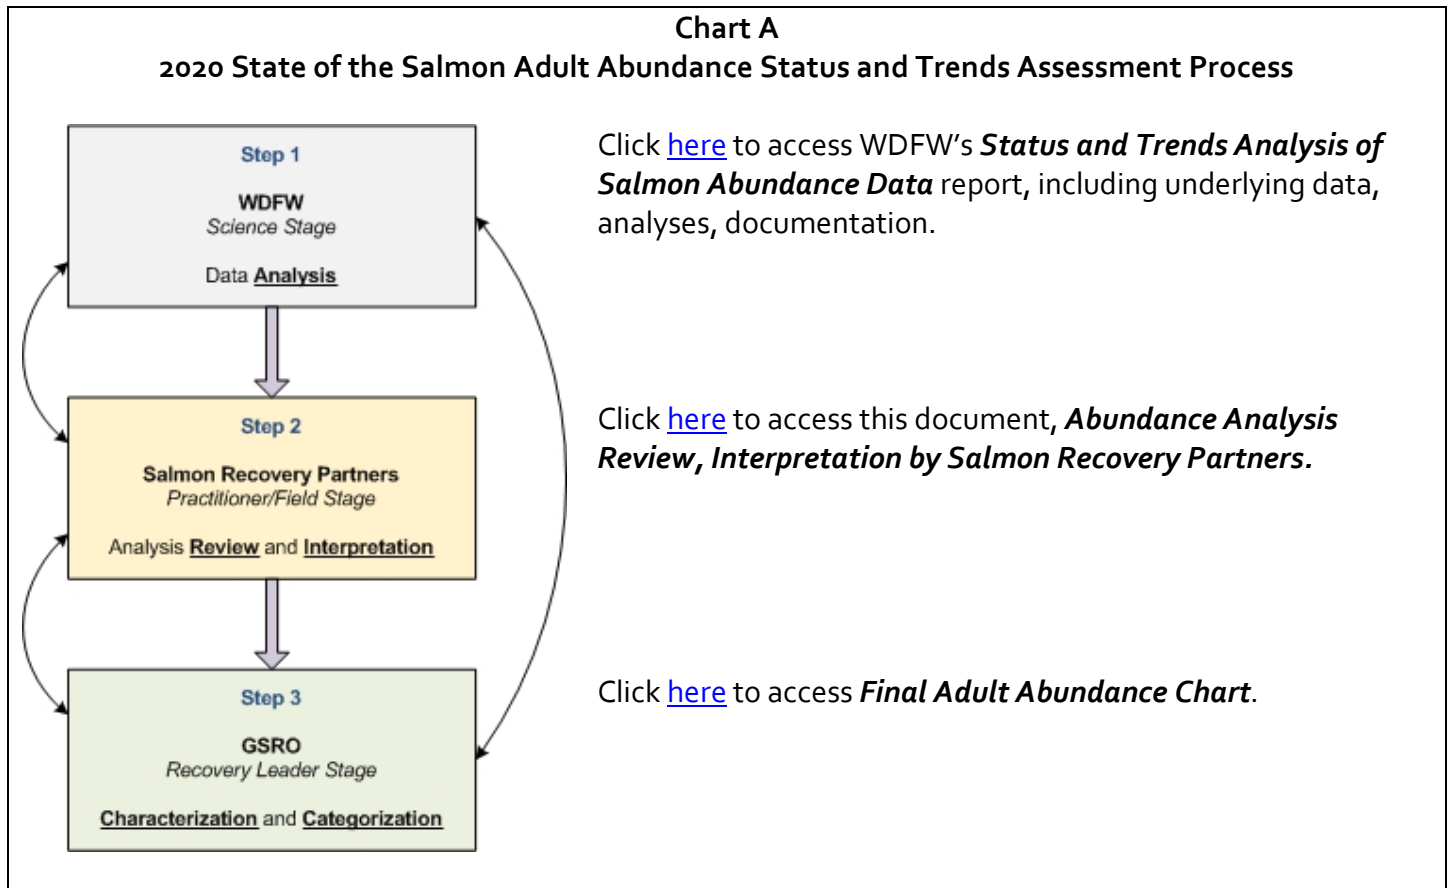 Chart A
2020 State of the Salmon Adult Abundance Status and Trends Assessment Process
Step 1
WDFW
Science Stage
Data Analysis
Click here to access WDFW’s Status and Trends Analysis of
Salmon Abundance Data report, including underlying data,
analyses, documentation.
Step 2
Salmon Recovery Partners
Practitioner/Field Stage
Analysis Review and Interpretation
Click here to access this document, Abundance Analysis
Review, Interpretation by Salmon Recovery Partners.
Step 3
GSRO
Recovery Leader Stage
Characterization and Categorization
Click here to access Final Adult Abundance Chart.